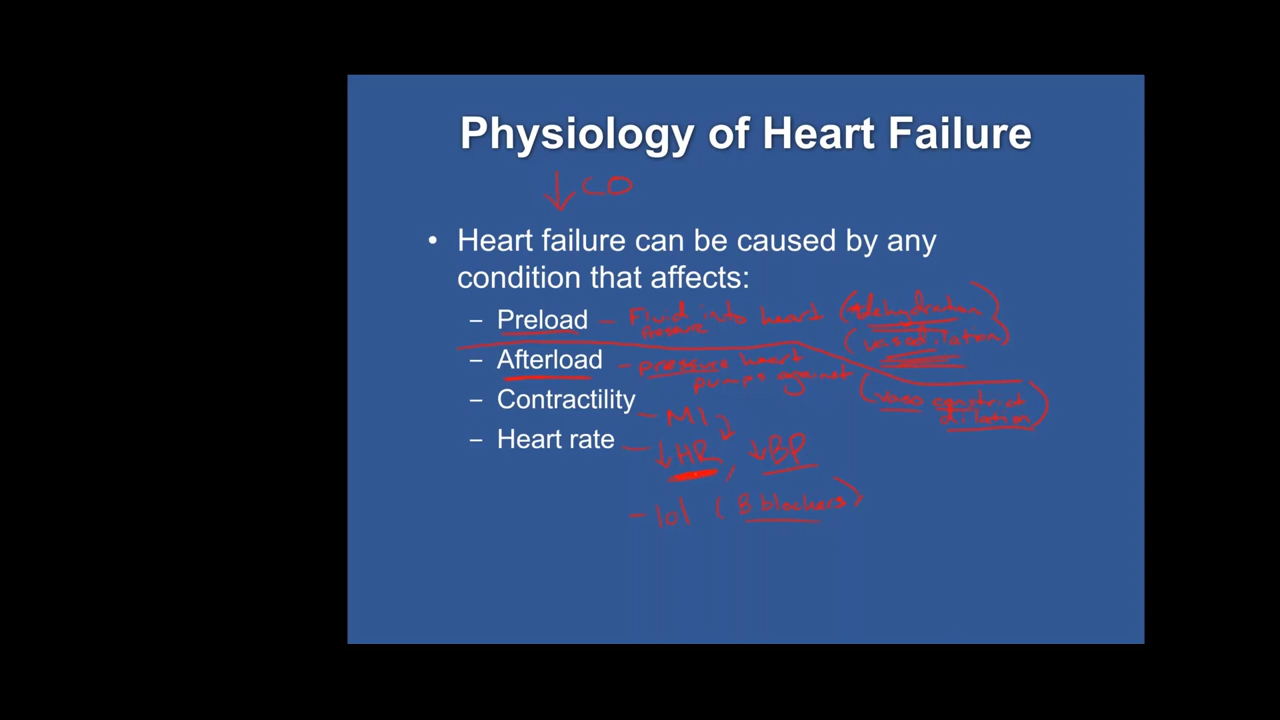 Physiology of Heart Failure
↓ CO
• Heart failure can be caused by any
condition that affects:
– Preload – Fluid into heart (dehydration)
(vasodilation)
– Afterload – pressure heart
pumps against
(vaso constrict
dilation)
– Contractility – MI
– Heart rate – ↓HR, ↓BP
– lol (B blockers)